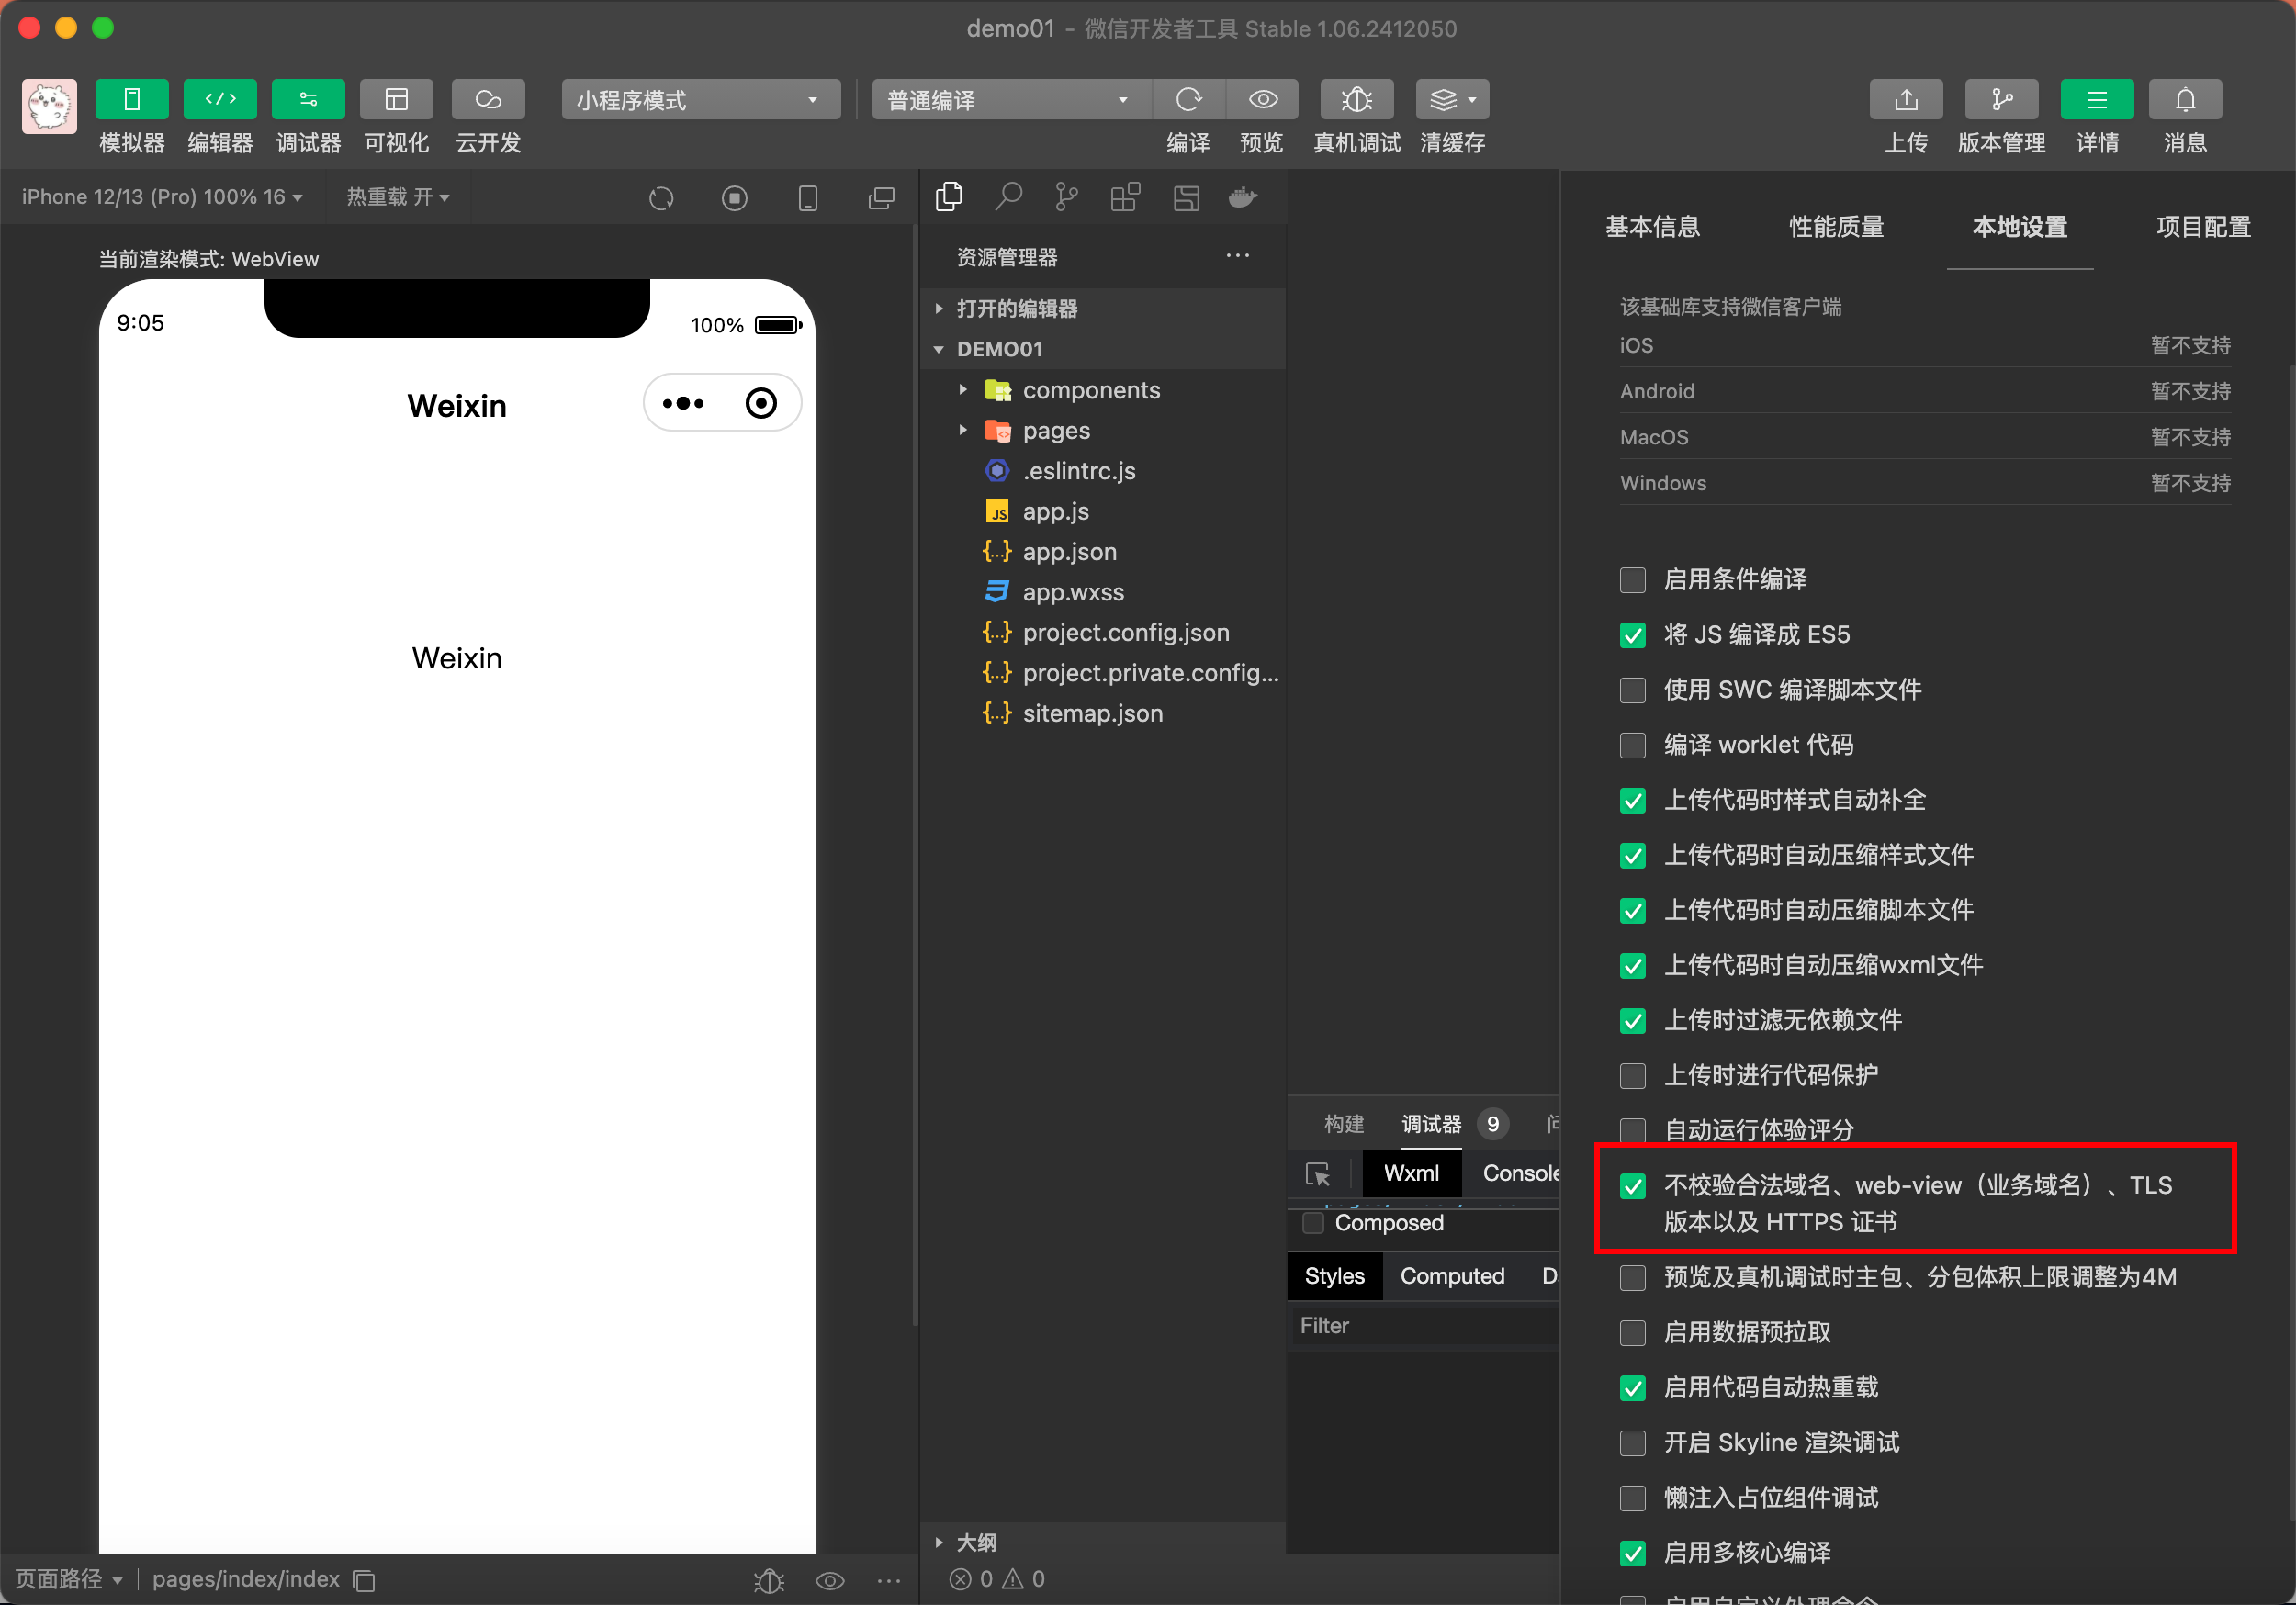 demo01 - 微信开发者工具 Stable 1.06.2412050
模拟器 编辑器 调试器 可视化 云开发
小程序模式
普通编译
编译 预览 真机调试 清缓存
上传 版本管理 详情 消息
iPhone 12/13 (Pro) 100% 16
热重载 开
当前渲染模式: WebView
9:05
100%
Weixin
Weixin
页面路径
pages/index/index
资源管理器
打开的编辑器
DEMO01
components
pages
.eslintrc.js
JS app.js
{..} app.json
app.wxss
{..} project.config.json
{..} project.private.config...
{..} sitemap.json
大纲
0 0
构建 调试器 9
Wxml Console
Composed
Styles Computed
Filter
基本信息 性能质量 本地设置 项目配置
该基础库支持微信客户端
iOS 暂不支持
Android 暂不支持
MacOS 暂不支持
Windows 暂不支持
启用条件编译
将 JS 编译成 ES5
使用 SWC 编译脚本文件
编译 worklet 代码
上传代码时样式自动补全
上传代码时自动压缩样式文件
上传代码时自动压缩脚本文件
上传代码时自动压缩wxml文件
上传时过滤无依赖文件
上传时进行代码保护
自动运行体验评分
不校验合法域名、web-view（业务域名）、TLS
版本以及 HTTPS 证书
预览及真机调试时主包、分包体积上限调整为4M
启用数据预拉取
启用代码自动热重载
开启 Skyline 渲染调试
懒注入占位组件调试
启用多核心编译